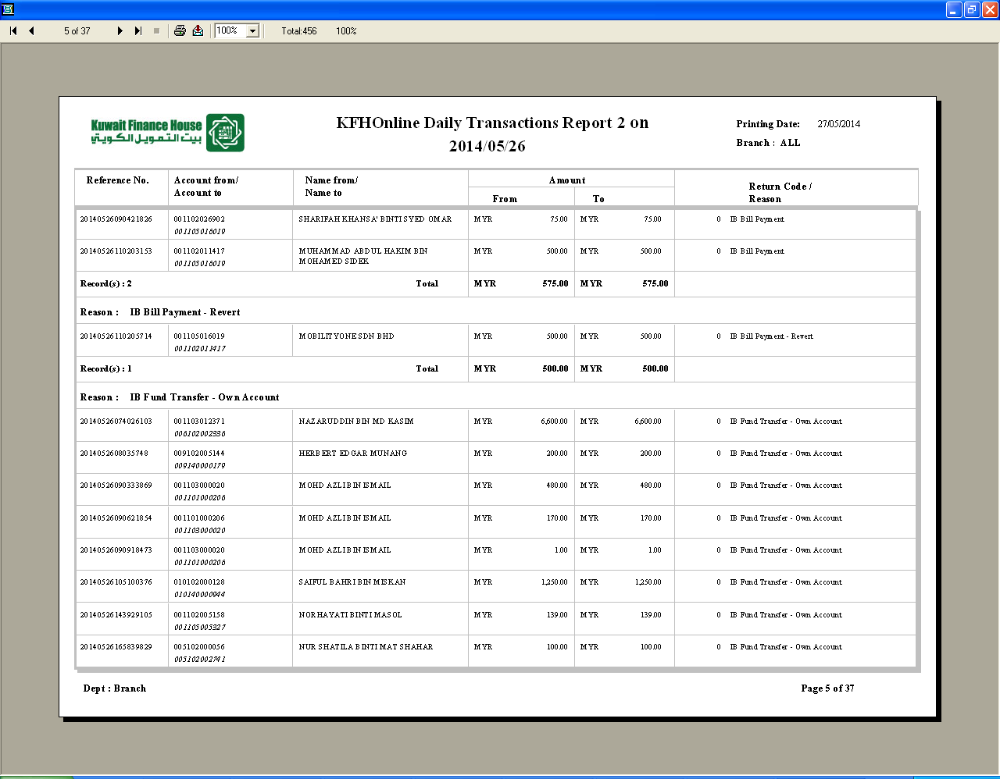 5 of 37 100% Total:456 100%
Kuwait Finance House
بيت التمويل الكويتي
KFHOnline Daily Transactions Report 2 on
2014/05/26
Printing Date: 27/05/2014
Branch : ALL
Reference No. Account from/ Name from/ Amount Return Code /
Account to Name to From To Reason
20140526090421826 001102026902 SHARIFAH KHANSA' BINTI SYED OMAR MYR 75.00 MYR 75.00 0 IB Bill Payment
001105016019
20140526110203153 001102011417 MUHAMMAD ABDUL HAKIM BIN MYR 500.00 MYR 500.00 0 IB Bill Payment
001105016019 MOHAMED SIDEK
Record(s) : 2 Total MYR 575.00 MYR 575.00
Reason : IB Bill Payment - Revert
20140526110205714 001105016019 MOBILITYONE SDN BHD MYR 500.00 MYR 500.00 0 IB Bill Payment - Revert
001102011417
Record(s) : 1 Total MYR 500.00 MYR 500.00
Reason : IB Fund Transfer - Own Account
20140526074026103 001103012371 NAZARUDDIN BIN MD KASIM MYR 6,600.00 MYR 6,600.00 0 IB Fund Transfer - Own Account
006102002336
2014052608035748 009102005144 HERBERT EDGAR MUNANG MYR 200.00 MYR 200.00 0 IB Fund Transfer - Own Account
009140000179
20140526090333869 001103000020 MOHD AZLI BIN ISMAIL MYR 480.00 MYR 480.00 0 IB Fund Transfer - Own Account
001101000206
20140526090621854 001101000206 MOHD AZLI BIN ISMAIL MYR 170.00 MYR 170.00 0 IB Fund Transfer - Own Account
001103000020
20140526090918473 001103000020 MOHD AZLI BIN ISMAIL MYR 1.00 MYR 1.00 0 IB Fund Transfer - Own Account
001101000206
20140526105100376 010102000128 SAIFUL BAHRI BIN MISKAN MYR 1,250.00 MYR 1,250.00 0 IB Fund Transfer - Own Account
010140000944
20140526143929105 001102005158 NORHAYATI BINTI MASOL MYR 139.00 MYR 139.00 0 IB Fund Transfer - Own Account
001105005327
20140526165839829 005102000056 NUR SHATILA BINTI MAT SHAHAR MYR 100.00 MYR 100.00 0 IB Fund Transfer - Own Account
005102002741
Dept : Branch Page 5 of 37